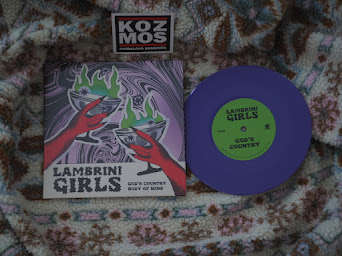 KOZ
MOS
LAMBRINI
GIRLS
GOD'S COUNTRY
BODY OF MINE
LAMBRINI
GIRLS
GOD'S
COUNTRY